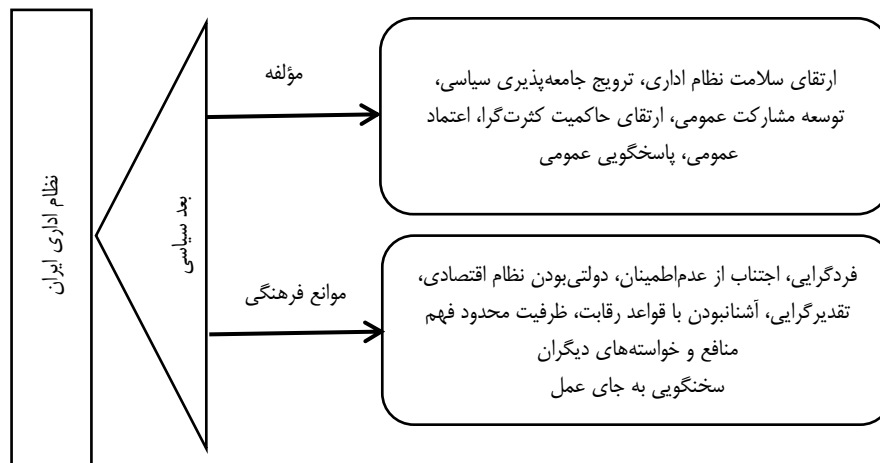 نظام اداری ایران
بعد سیاسی
مؤلفه
ارتقای سلامت نظام اداری، ترویج جامعه‌پذیری سیاسی،
توسعه مشارکت عمومی، ارتقای حاکمیت کثرت‌گرا، اعتماد
عمومی، پاسخگویی عمومی
موانع فرهنگی
فردگرایی، اجتناب از عدم‌اطمینان، دولتی‌بودن نظام اقتصادی،
تقدیرگرایی، آشنانبودن با قواعد رقابت، ظرفیت محدود فهم
منافع و خواسته‌های دیگران
سخنگویی به جای عمل